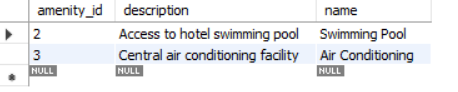 amenity_id description name
2 Access to hotel swimming pool Swimming Pool
3 Central air conditioning facility Air Conditioning
NULL NULL NULL